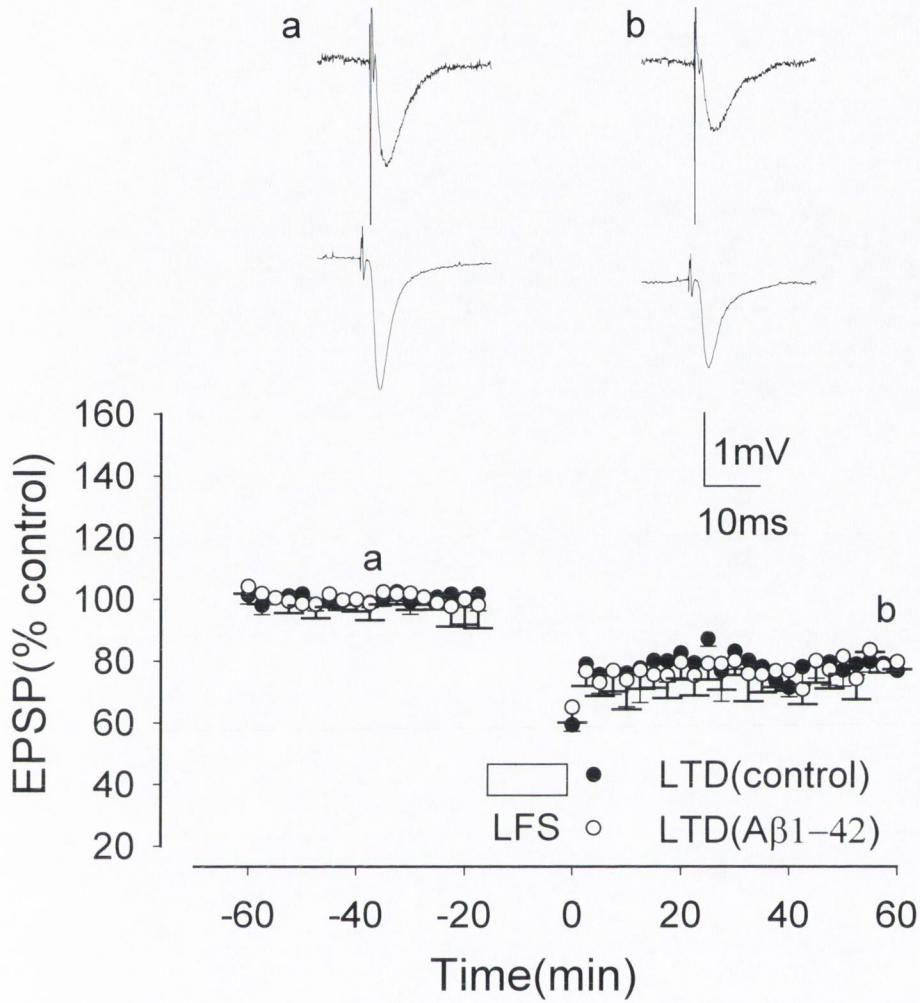 a b
1mV
10ms
160
140
120
100
80
60
40
20
EPSP(% control)
a
b
LTD(control)
LFS
LTD(Aβ1−42)
-60 -40 -20 0 20 40 60
Time(min)